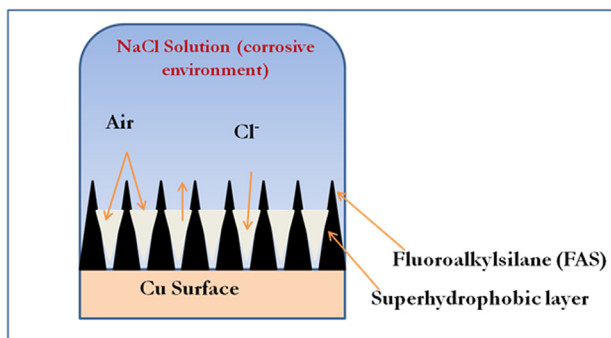 NaCl Solution (corrosive
environment)
Air
Cl⁻
Fluoroalkylsilane (FAS)
Cu Surface
Superhydrophobic layer